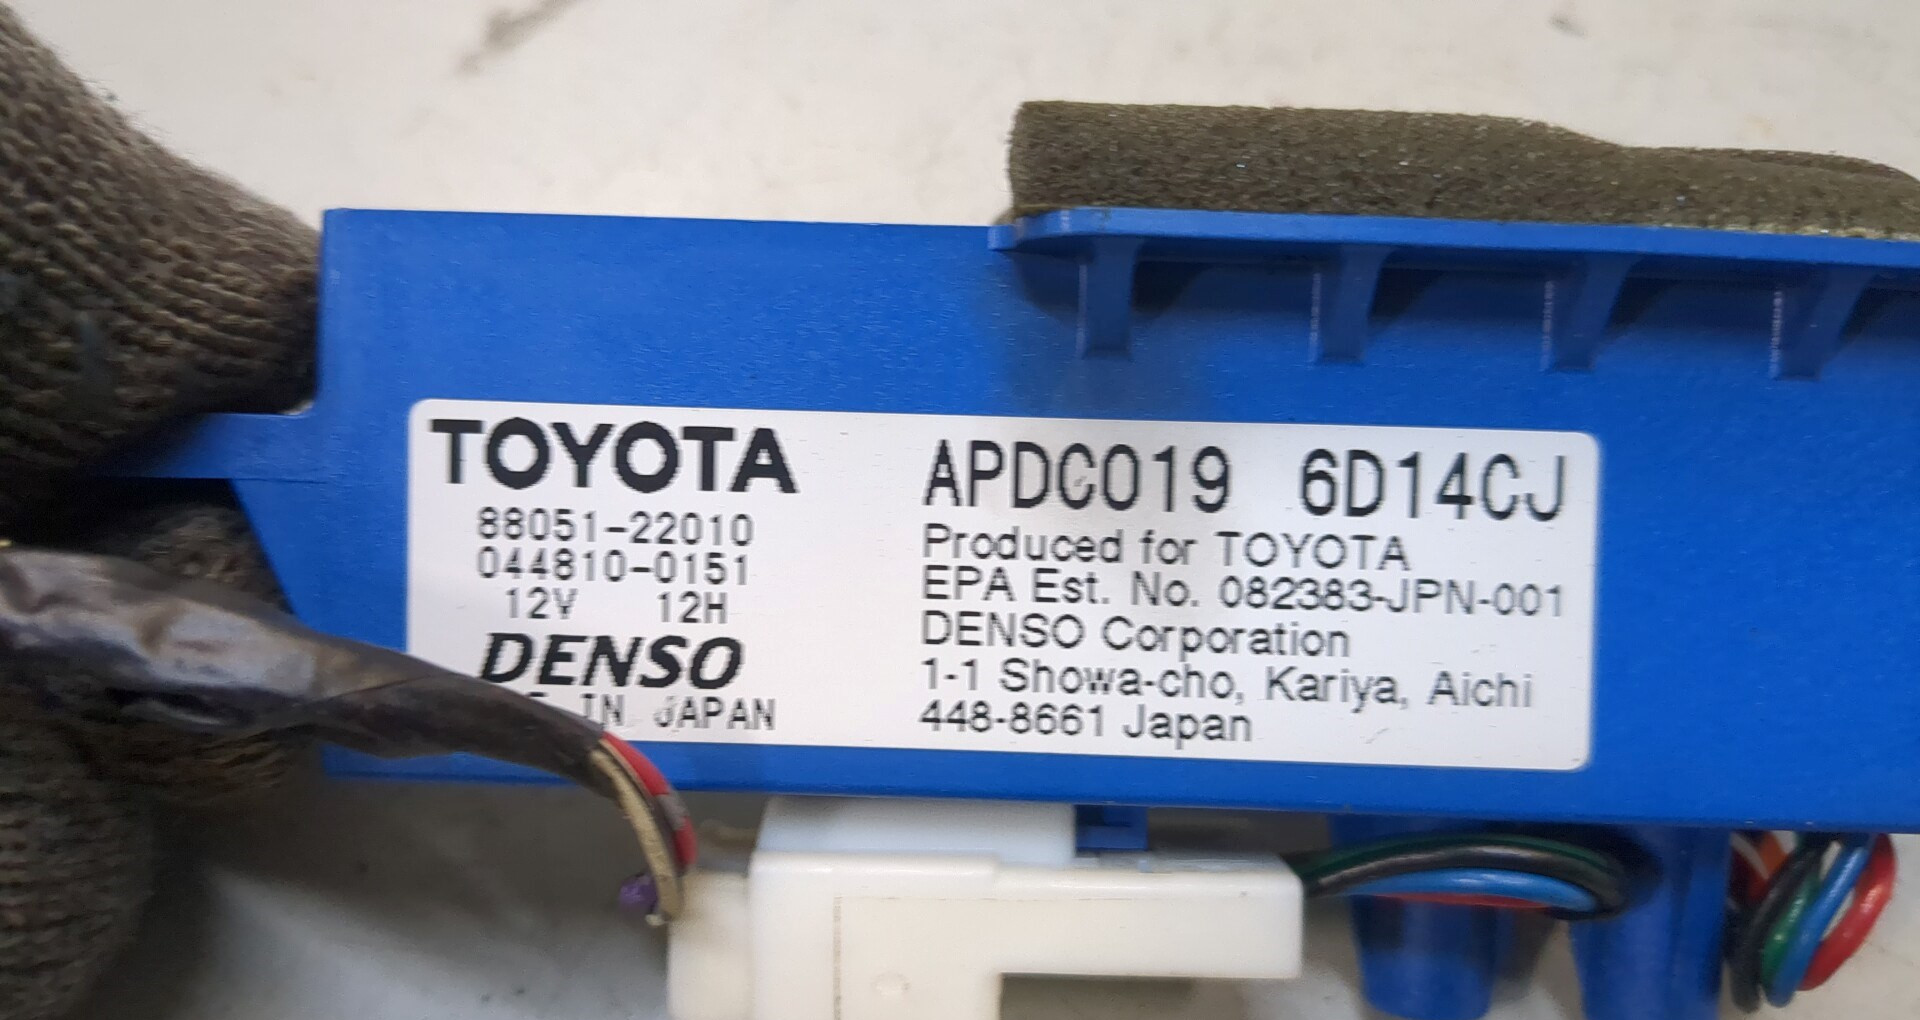 TOYOTA
88051-22010
044810-0151
12V 12H
DENSO
IN JAPAN
APDC019 6D14CJ
Produced for TOYOTA
EPA Est. No. 082383-JPN-001
DENSO Corporation
1-1 Showa-cho, Kariya, Aichi
448-8661 Japan